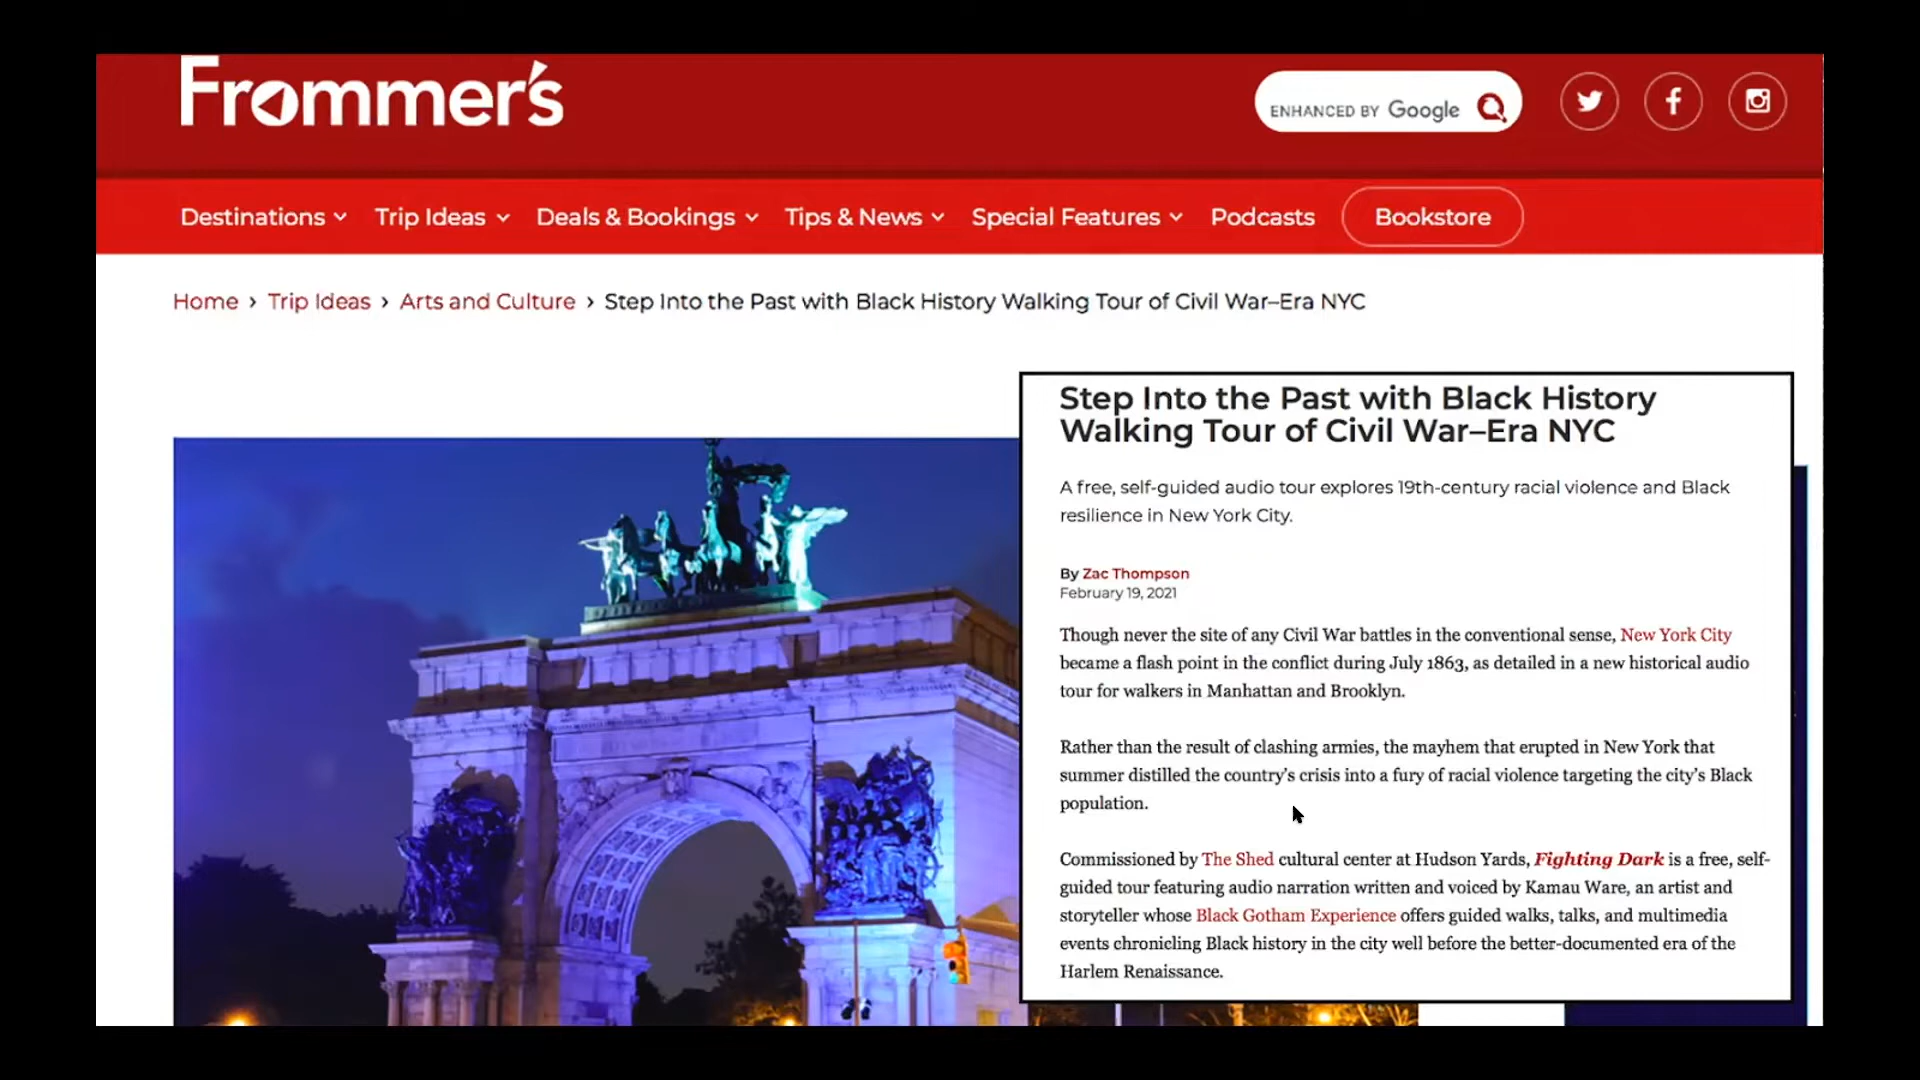 Frommer's
ENHANCED BY Google
Destinations
Trip Ideas
Deals & Bookings
Tips & News
Special Features
Podcasts
Bookstore
Home › Trip Ideas › Arts and Culture › Step Into the Past with Black History Walking Tour of Civil War–Era NYC
Step Into the Past with Black History
Walking Tour of Civil War–Era NYC
A free, self-guided audio tour explores 19th-century racial violence and Black
resilience in New York City.
By Zac Thompson
February 19, 2021
Though never the site of any Civil War battles in the conventional sense, New York City
became a flash point in the conflict during July 1863, as detailed in a new historical audio
tour for walkers in Manhattan and Brooklyn.
Rather than the result of clashing armies, the mayhem that erupted in New York that
summer distilled the country's crisis into a fury of racial violence targeting the city's Black
population.
Commissioned by The Shed cultural center at Hudson Yards, Fighting Dark is a free, self-
guided tour featuring audio narration written and voiced by Kamau Ware, an artist and
storyteller whose Black Gotham Experience offers guided walks, talks, and multimedia
events chronicling Black history in the city well before the better-documented era of the
Harlem Renaissance.